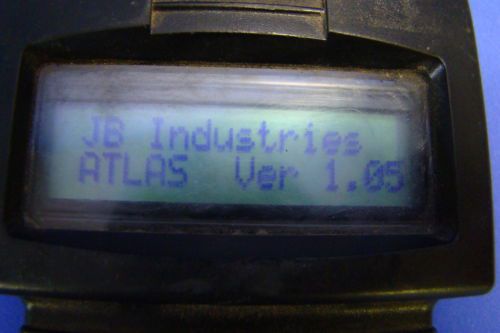 JB Industries
ATLAS Ver 1.05